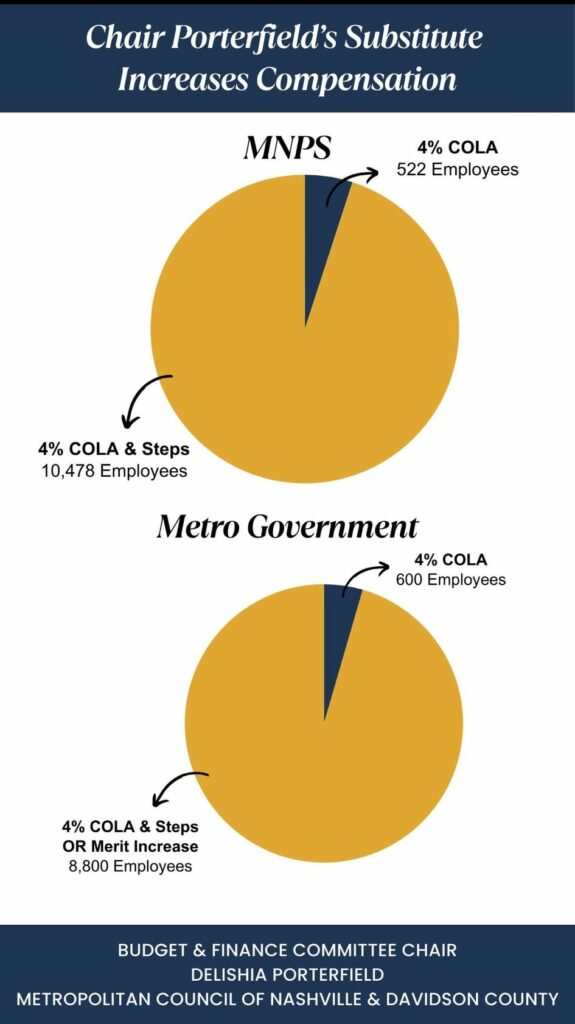 Chair Porterfield's Substitute
Increases Compensation
MNPS
4% COLA
522 Employees
4% COLA & Steps
10,478 Employees
Metro Government
4% COLA
600 Employees
4% COLA & Steps
OR Merit Increase
8,800 Employees
BUDGET & FINANCE COMMITTEE CHAIR
DELISHIA PORTERFIELD
METROPOLITAN COUNCIL OF NASHVILLE & DAVIDSON COUNTY